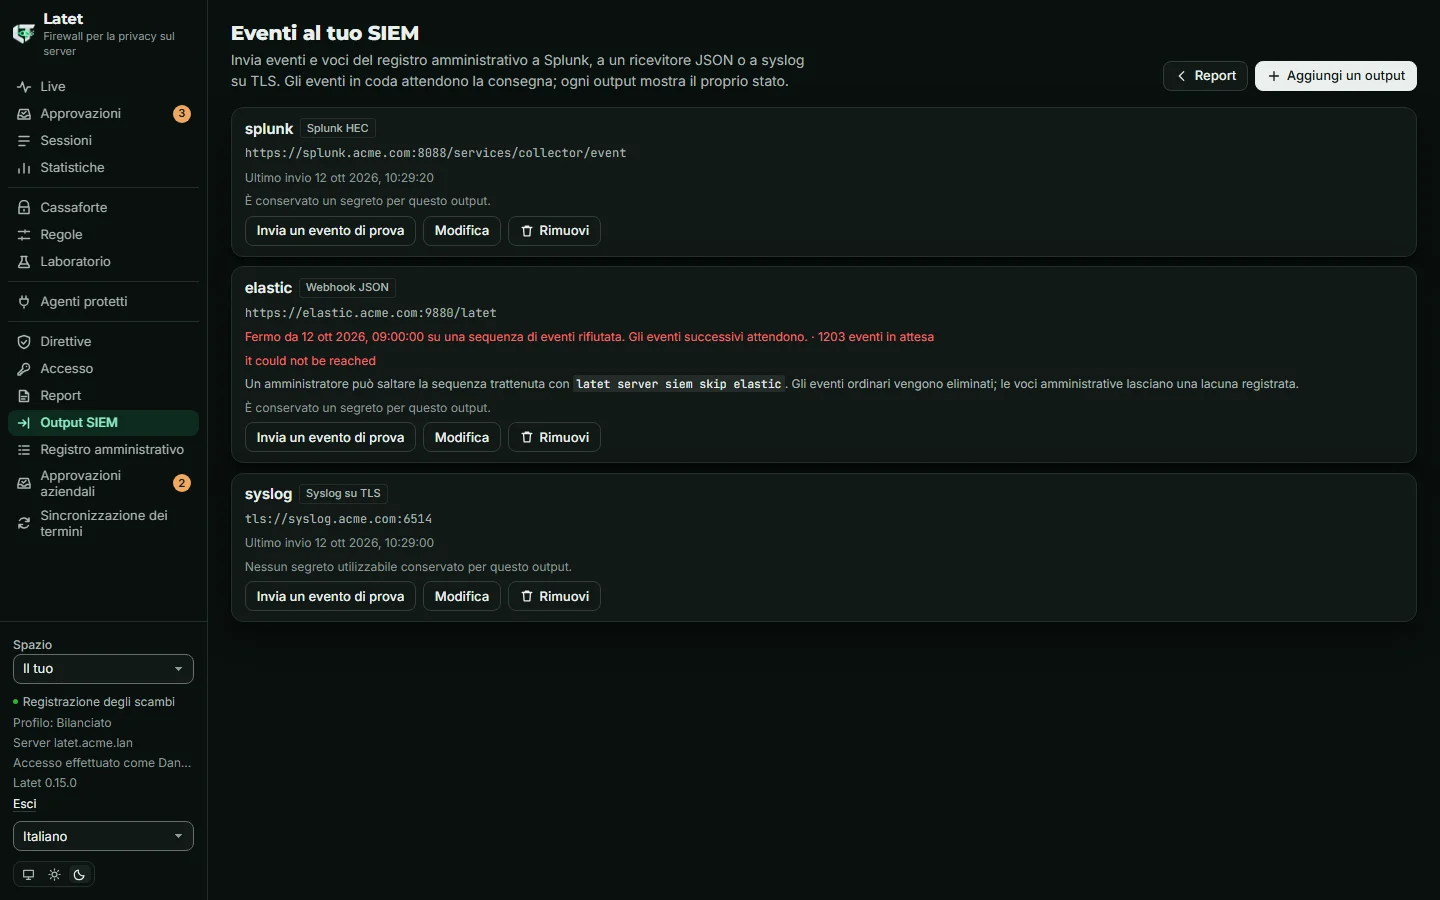 Latet
Firewall per la privacy sul
server
Live
Approvazioni
3
Sessioni
Statistiche
Cassaforte
Regole
Laboratorio
Agenti protetti
Direttive
Accesso
Report
Output SIEM
Registro amministrativo
Approvazioni
aziendali
2
Sincronizzazione dei
termini
Spazio
Il tuo
Registrazione degli scambi
Profilo: Bilanciato
Server latet.acme.lan
Accesso effettuato come Dan...
Latet 0.15.0
Esci
Italiano
Eventi al tuo SIEM
Invia eventi e voci del registro amministrativo a Splunk, a un ricevitore JSON o a syslog
su TLS. Gli eventi in coda attendono la consegna; ogni output mostra il proprio stato.
Report
Aggiungi un output
splunk Splunk HEC
https://splunk.acme.com:8088/services/collector/event
Ultimo invio 12 ott 2026, 10:29:20
È conservato un segreto per questo output.
Invia un evento di prova Modifica Rimuovi
elastic Webhook JSON
https://elastic.acme.com:9880/latet
Fermo da 12 ott 2026, 09:00:00 su una sequenza di eventi rifiutata. Gli eventi successivi attendono. · 1203 eventi in attesa
it could not be reached
Un amministratore può saltare la sequenza trattenuta con latet server siem skip elastic. Gli eventi ordinari vengono eliminati; le voci amministrative lasciano una lacuna registrata.
È conservato un segreto per questo output.
Invia un evento di prova Modifica Rimuovi
syslog Syslog su TLS
tls://syslog.acme.com:6514
Ultimo invio 12 ott 2026, 10:29:00
Nessun segreto utilizzabile conservato per questo output.
Invia un evento di prova Modifica Rimuovi